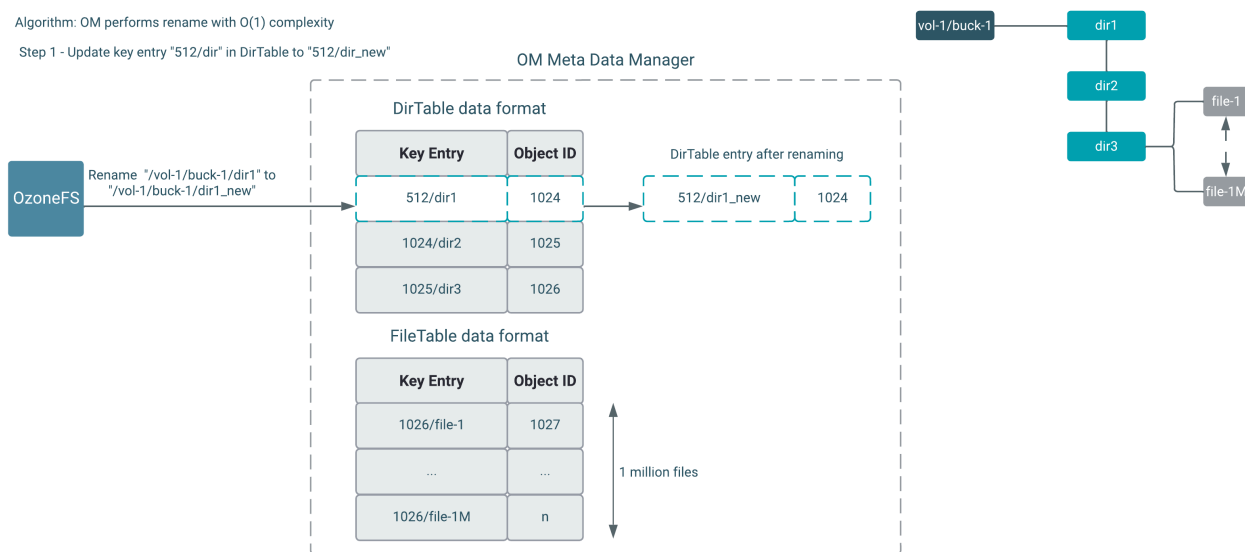 Algorithm: OM performs rename with O(1) complexity
Step 1 - Update key entry "512/dir" in DirTable to "512/dir_new"
OM Meta Data Manager
DirTable data format
Key Entry Object ID
512/dir1 1024
1024/dir2 1025
1025/dir3 1026
OzoneFS
Rename "/vol-1/buck-1/dir1" to
"/vol-1/buck-1/dir1_new"
DirTable entry after renaming
512/dir1_new 1024
FileTable data format
Key Entry Object ID
1026/file-1 1027
... ...
1026/file-1M n
1 million files
vol-1/buck-1
dir1
dir2
dir3
file-1
file-1M